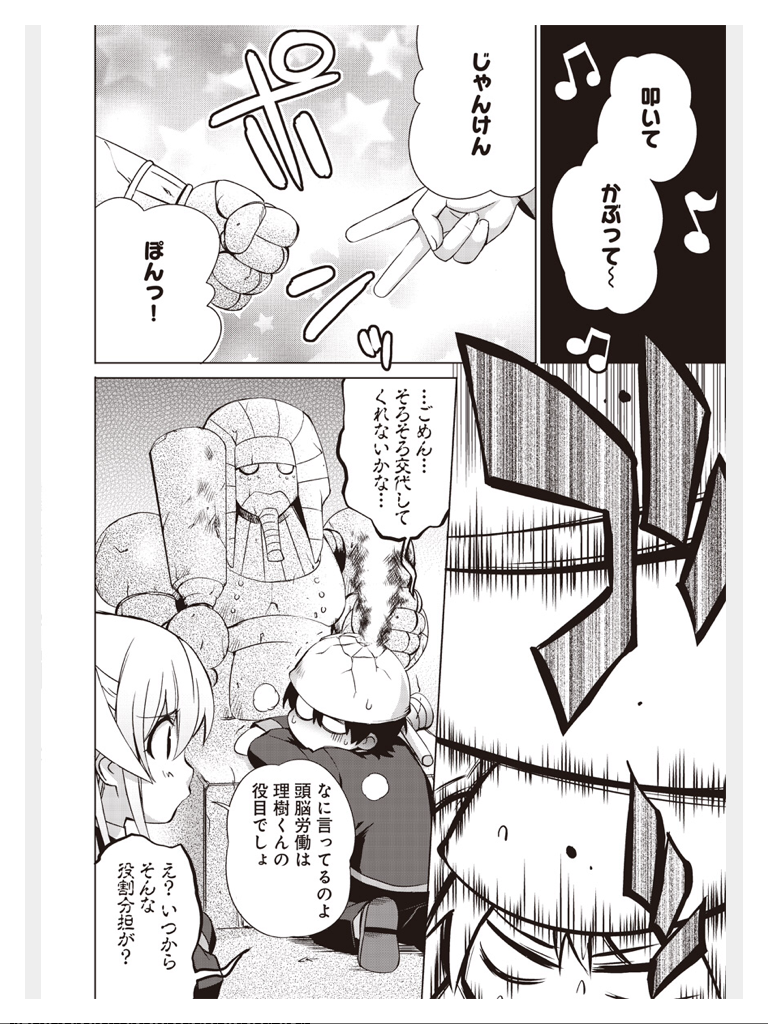 叩いて
かぶって〜
じゃんけん
ぽんっ!
…ごめん…
そろそろ交代して
くれないかな…
なに言ってるのよ
頭脳労働は
理樹くんの
役目でしょ
え?いつから
そんな
役割分担が?